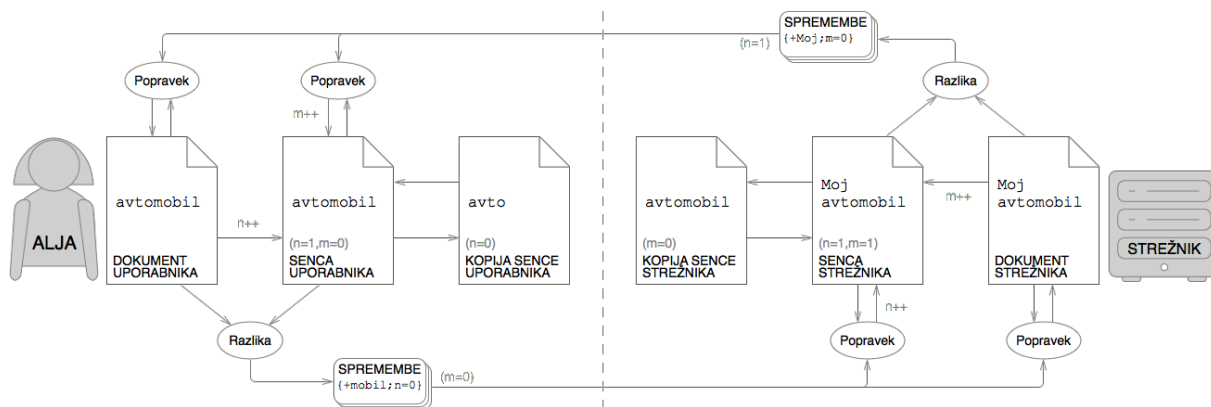 SPREMEMBE
{+Moj;m=0}
(n=1)
Popravek
Popravek
Razlika
m++
ALJA
avtomobil
DOKUMENT
UPORABNIKA
n++
avtomobil
(n=1,m=0)
SENCA
UPORABNIKA
avto
(n=0)
KOPIJA SENCE
UPORABNIKA
avtomobil
(m=0)
KOPIJA SENCE
STREŽNIKA
Moj
avtomobil
(n=1,m=1)
SENCA
STREŽNIKA
m++
Moj
avtomobil
DOKUMENT
STREŽNIKA
STREŽNIK
n++
Razlika
Popravek
Popravek
SPREMEMBE
{+mobil;n=0}
(m=0)